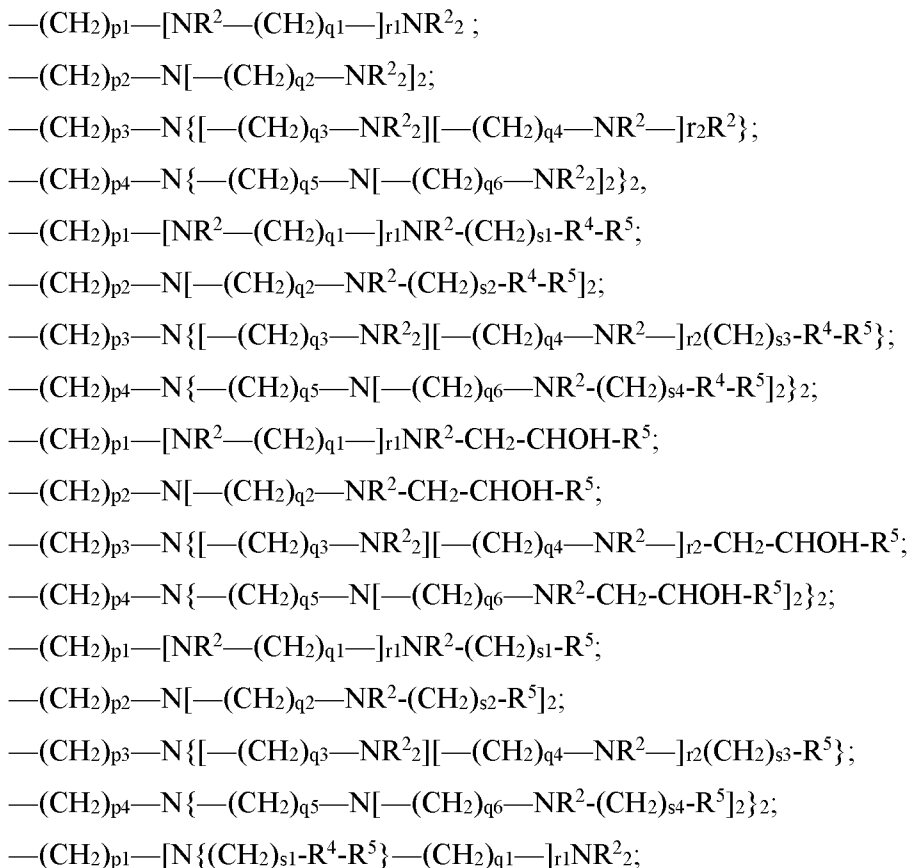 —(CH₂)ₚ₁—[NR²—(CH₂)q1—]r1NR²₂ ;
—(CH₂)p2—N[—(CH₂)q2—NR²₂]₂;
—(CH₂)p3—N{[—(CH₂)q3—NR²₂][—(CH₂)q4—NR²—]r₂R²};
—(CH₂)p4—N{—(CH₂)q5—N[—(CH₂)q6—NR²₂]₂}₂,
—(CH₂)p1—[NR²—(CH₂)q1—]r1NR²-(CH₂)s1-R⁴-R⁵;
—(CH₂)p2—N[—(CH₂)q2—NR²-(CH₂)s2-R⁴-R⁵]₂;
—(CH₂)p3—N{[—(CH₂)q3—NR²₂][—(CH₂)q4—NR²—]r2(CH₂)s3-R⁴-R⁵};
—(CH₂)p4—N{—(CH₂)q5—N[—(CH₂)q6—NR²-(CH₂)s4-R⁴-R⁵]₂}₂;
—(CH₂)p1—[NR²—(CH₂)q1—]r1NR²-CH₂-CHOH-R⁵;
—(CH₂)p2—N[—(CH₂)q2—NR²-CH₂-CHOH-R⁵;
—(CH₂)p3—N{[—(CH₂)q3—NR²₂][—(CH₂)q4—NR²—]r2-CH₂-CHOH-R⁵;
—(CH₂)p4—N{—(CH₂)q5—N[—(CH₂)q6—NR²-CH₂-CHOH-R⁵]₂}₂;
—(CH₂)p1—[NR²—(CH₂)q1—]r1NR²-(CH₂)s1-R⁵;
—(CH₂)p2—N[—(CH₂)q2—NR²-(CH₂)s2-R⁵]₂;
—(CH₂)p3—N{[—(CH₂)q3—NR²₂][—(CH₂)q4—NR²—]r2(CH₂)s3-R⁵};
—(CH₂)p4—N{—(CH₂)q5—N[—(CH₂)q6—NR²-(CH₂)s4-R⁵]₂}₂;
—(CH₂)p1—[N{(CH₂)s1-R⁴-R⁵}—(CH₂)q1—]r1NR²₂;